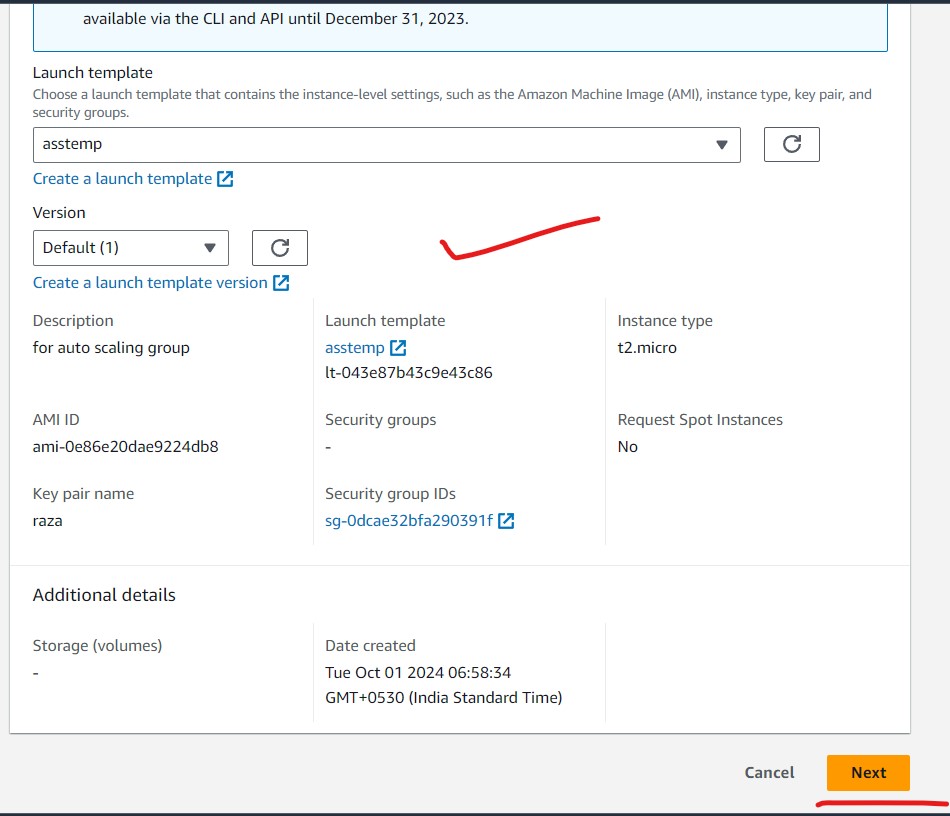 available via the CLI and API until December 31, 2023.
Launch template
Choose a launch template that contains the instance-level settings, such as the Amazon Machine Image (AMI), instance type, key pair, and
security groups.
asstemp
Create a launch template
Version
Default (1)
Create a launch template version
Description
for auto scaling group
Launch template
asstemp
lt-043e87b43c9e43c86
Instance type
t2.micro
AMI ID
ami-0e86e20dae9224db8
Security groups
-
Request Spot Instances
No
Key pair name
raza
Security group IDs
sg-0dcae32bfa290391f
Additional details
Storage (volumes)
-
Date created
Tue Oct 01 2024 06:58:34
GMT+0530 (India Standard Time)
Cancel
Next